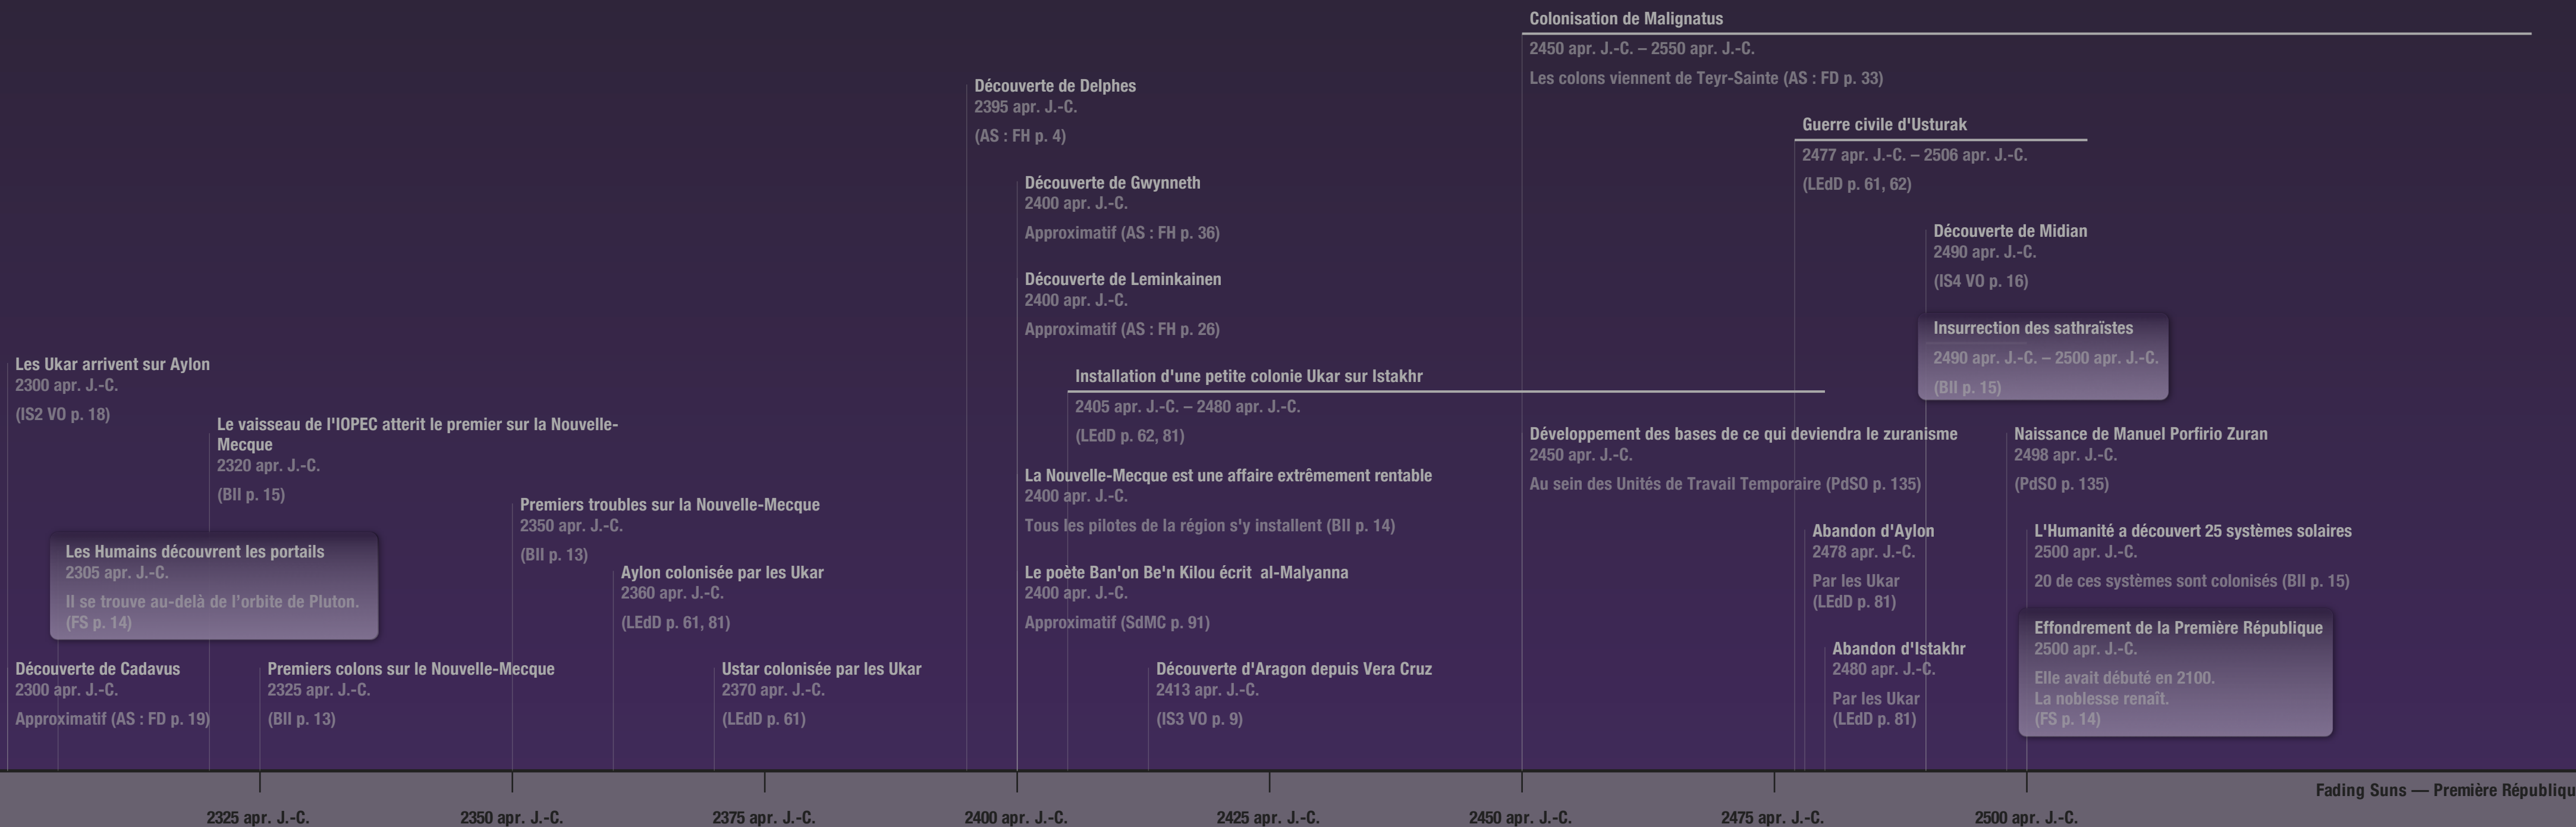 Colonisation de Malignatus
2450 apr. J.-C. – 2550 apr. J.-C.
Les colons viennent de Teyr-Sainte (AS : FD p. 33)
Découverte de Delphes
2395 apr. J.-C.
(AS : FH p. 4)
Guerre civile d'Usturak
2477 apr. J.-C. – 2506 apr. J.-C.
(LEdD p. 61, 62)
Découverte de Gwynneth
2400 apr. J.-C.
Approximatif (AS : FH p. 36)
Découverte de Midian
2490 apr. J.-C.
(IS4 VO p. 16)
Découverte de Leminkainen
2400 apr. J.-C.
Approximatif (AS : FH p. 26)
Insurrection des sathraïstes
2490 apr. J.-C. – 2500 apr. J.-C.
(BII p. 15)
Les Ukar arrivent sur Aylon
2300 apr. J.-C.
(IS2 VO p. 18)
Installation d'une petite colonie Ukar sur Istakhr
2405 apr. J.-C. – 2480 apr. J.-C.
(LEdD p. 62, 81)
Le vaisseau de l'IOPEC atterit le premier sur la Nouvelle-
Mecque
2320 apr. J.-C.
(BII p. 15)
Développement des bases de ce qui deviendra le zuranisme
2450 apr. J.-C.
Au sein des Unités de Travail Temporaire (PdSO p. 135)
Naissance de Manuel Porfirio Zuran
2498 apr. J.-C.
(PdSO p. 135)
La Nouvelle-Mecque est une affaire extrêmement rentable
2400 apr. J.-C.
Tous les pilotes de la région s'y installent (BII p. 14)
Premiers troubles sur la Nouvelle-Mecque
2350 apr. J.-C.
(BII p. 13)
Abandon d'Aylon
2478 apr. J.-C.
Par les Ukar
(LEdD p. 81)
L'Humanité a découvert 25 systèmes solaires
2500 apr. J.-C.
20 de ces systèmes sont colonisés (BII p. 15)
Les Humains découvrent les portails
2305 apr. J.-C.
Il se trouve au-delà de l'orbite de Pluton.
(FS p. 14)
Aylon colonisée par les Ukar
2360 apr. J.-C.
(LEdD p. 61, 81)
Le poète Ban'on Be'n Kilou écrit al-Malyanna
2400 apr. J.-C.
Approximatif (SdMC p. 91)
Effondrement de la Première République
2500 apr. J.-C.
Elle avait débuté en 2100.
La noblesse renaît.
(FS p. 14)
Abandon d'Istakhr
2480 apr. J.-C.
Par les Ukar
(LEdD p. 81)
Découverte de Cadavus
2300 apr. J.-C.
Approximatif (AS : FD p. 19)
Premiers colons sur le Nouvelle-Mecque
2325 apr. J.-C.
(BII p. 13)
Ustar colonisée par les Ukar
2370 apr. J.-C.
(LEdD p. 61)
Découverte d'Aragon depuis Vera Cruz
2413 apr. J.-C.
(IS3 VO p. 9)
Fading Suns — Première Républiqu
2325 apr. J.-C.
2350 apr. J.-C.
2375 apr. J.-C.
2400 apr. J.-C.
2425 apr. J.-C.
2450 apr. J.-C.
2475 apr. J.-C.
2500 apr. J.-C.